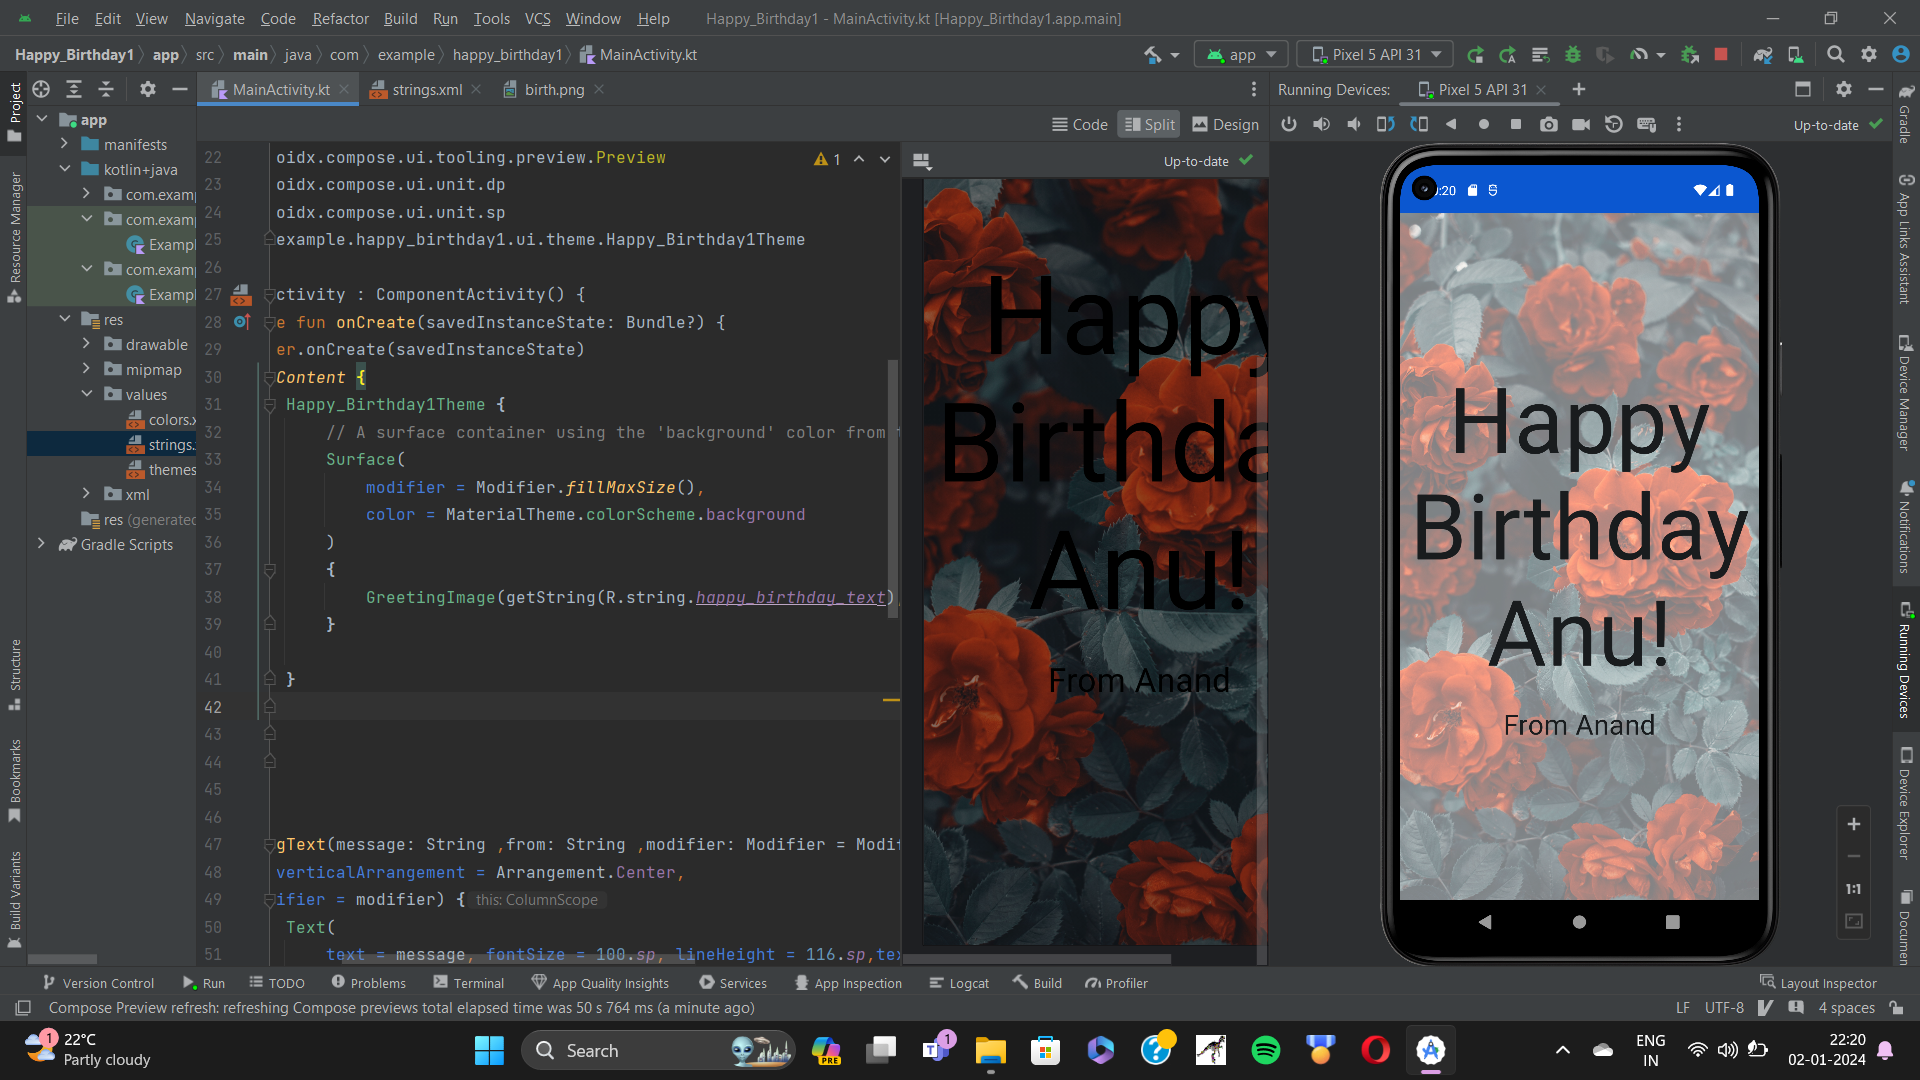 File Edit View Navigate Code Refactor Build Run Tools VCS Window Help Happy_Birthday1 - MainActivity.kt [Happy_Birthday1.app.main]
Happy_Birthday1 app src main java com example happy_birthday1 MainActivity.kt
app Pixel 5 API 31
Project
Resource Manager
Structure
Bookmarks
Build Variants
app
manifests
kotlin+java
com.exam
com.exam
Exampl
com.exam
Exampl
res
drawable
mipmap
values
colors.x
strings.
themes
xml
res (generated
Gradle Scripts
MainActivity.kt strings.xml birth.png
Code Split Design
1
22 oidx.compose.ui.tooling.preview.Preview
23 oidx.compose.ui.unit.dp
24 oidx.compose.ui.unit.sp
25 example.happy_birthday1.ui.theme.Happy_Birthday1Theme
26
27 ctivity : ComponentActivity() {
28 e fun onCreate(savedInstanceState: Bundle?) {
29 er.onCreate(savedInstanceState)
30 Content {
31 Happy_Birthday1Theme {
32 // A surface container using the 'background' color from t
33 Surface(
34 modifier = Modifier.fillMaxSize(),
35 color = MaterialTheme.colorScheme.background
36 )
37 {
38 GreetingImage(getString(R.string.happy_birthday_text)
39 }
40
41 }
42
43
44
45
46
47 gText(message: String ,from: String ,modifier: Modifier = Modif
48 verticalArrangement = Arrangement.Center,
49 ifier = modifier) { this: ColumnScope
50 Text(
51 text = message, fontSize = 100.sp, lineHeight = 116.sp,tex
Up-to-date
Happy
Birthda
Anu!
From Anand
Running Devices: Pixel 5 API 31
Up-to-date
:20
Happy
Birthday
Anu!
From Anand
1:1
Gradle
App Links Assistant
Device Manager
Notifications
Running Devices
Device Explorer
Documen
Version Control Run TODO Problems Terminal App Quality Insights Services App Inspection Logcat Build Profiler Layout Inspector
Compose Preview refresh: refreshing Compose previews total elapsed time was 50 s 764 ms (a minute ago) LF UTF-8 4 spaces
1
22°C
Partly cloudy
Search
PRE
1
ENG
IN
22:20
02-01-2024